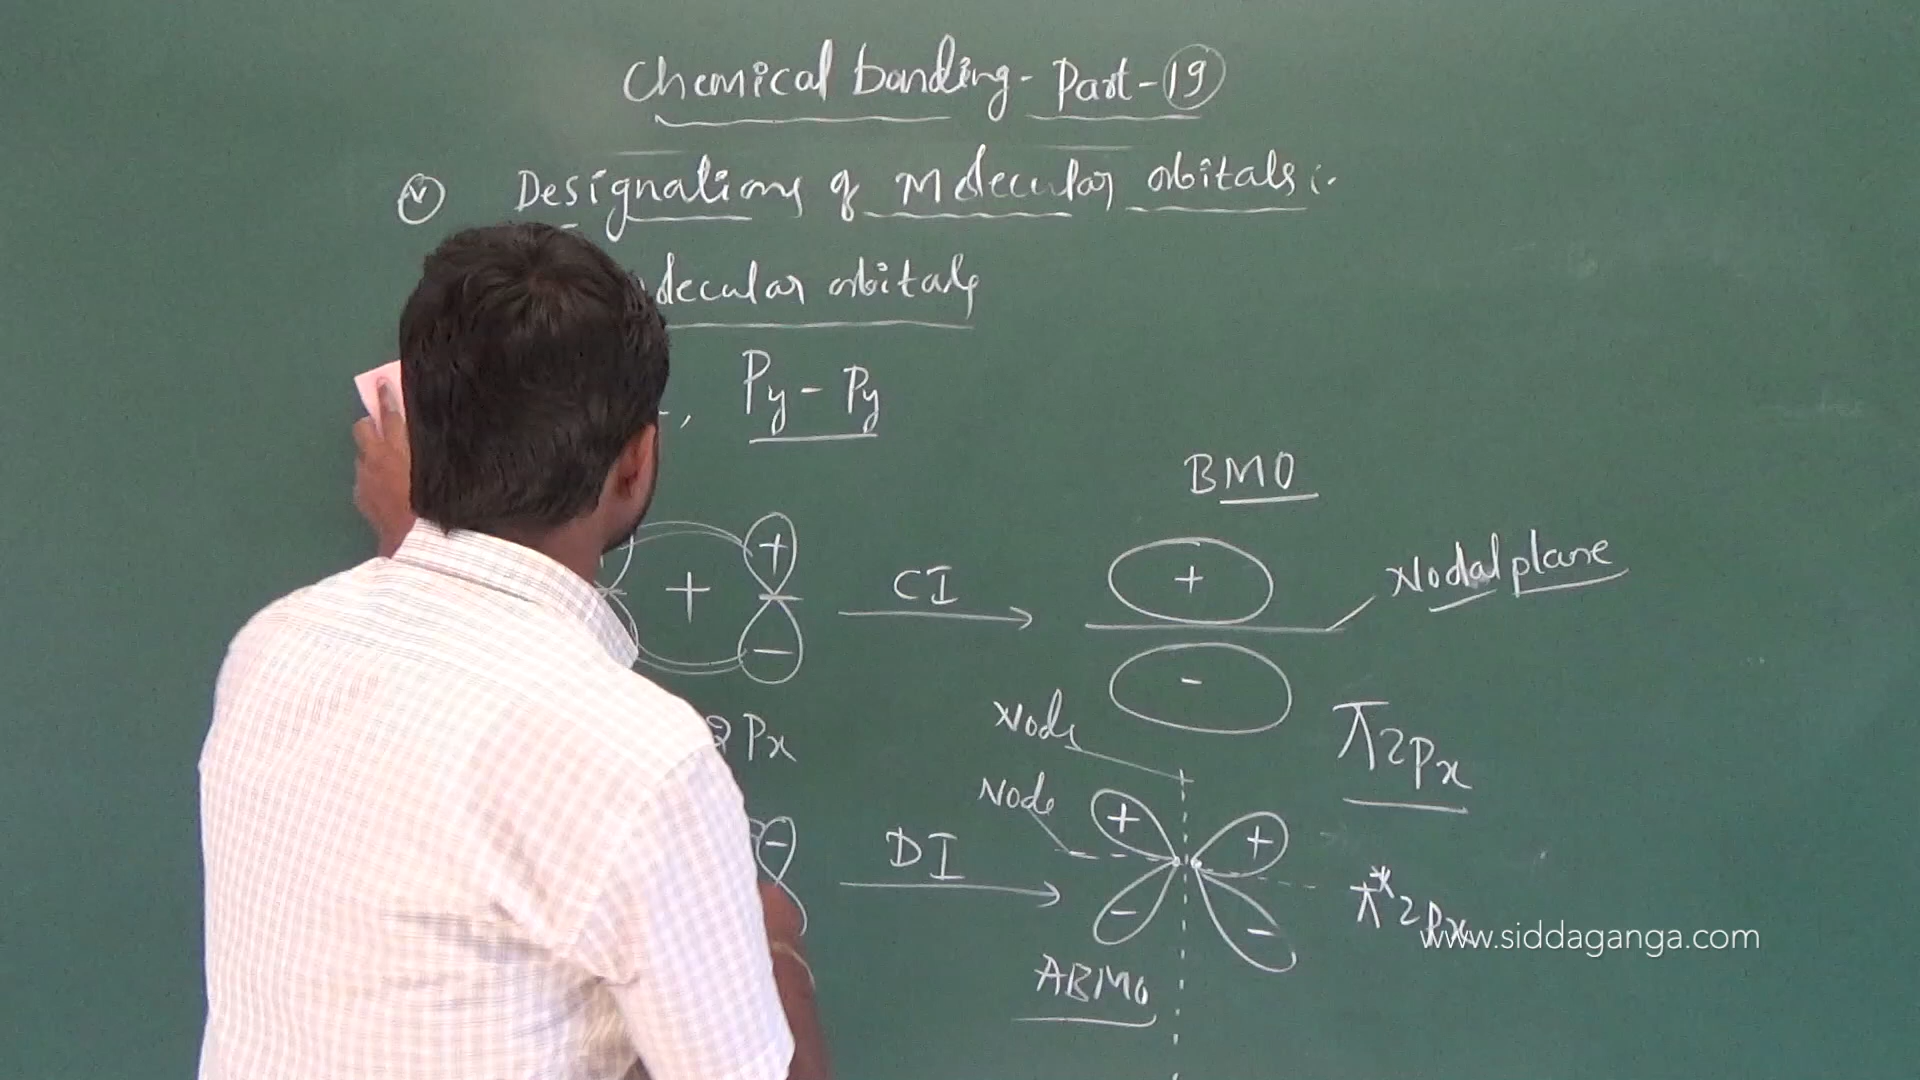 Chemical bonding - Part - 19
Designations of Molecular orbitals :-
orbitals
Py - Py
BMO
+
Nodal plane
+
+
CI
-
-
Node
2Px
π2px
Node
+
+
-
DI
-
-
π*2px
www.siddaganga.com
ABMO